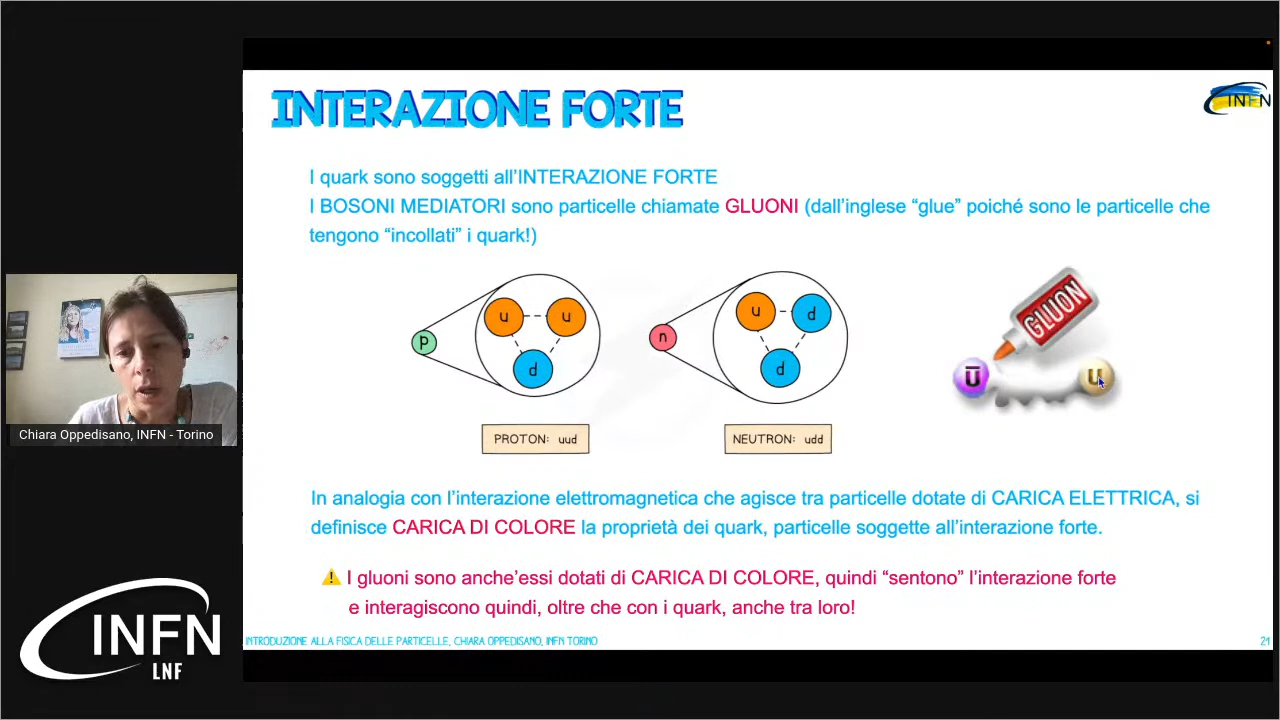 INTERAZIONE FORTE
INFN
I quark sono soggetti all'INTERAZIONE FORTE
I BOSONI MEDIATORI sono particelle chiamate GLUONI (dall'inglese “glue” poiché sono le particelle che
tengono “incollati” i quark!)
p
u u
d
PROTON: uud
n
u d
d
NEUTRON: udd
GLUON
ū u
Chiara Oppedisano, INFN - Torino
In analogia con l'interazione elettromagnetica che agisce tra particelle dotate di CARICA ELETTRICA, si
definisce CARICA DI COLORE la proprietà dei quark, particelle soggette all'interazione forte.
I gluoni sono anche'essi dotati di CARICA DI COLORE, quindi “sentono” l'interazione forte
e interagiscono quindi, oltre che con i quark, anche tra loro!
INTRODUZIONE ALLA FISICA DELLE PARTICELLE, CHIARA OPPEDISANO, INFN TORINO
21
INFN
LNF